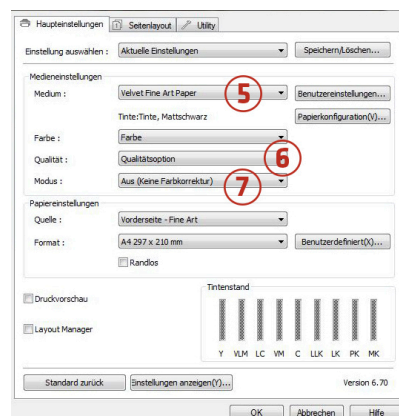 Haupteinstellungen Seitenlayout Utility
Einstellung auswählen : Aktuelle Einstellungen Speichern/Löschen...
Medieneinstellungen
Medium : Velvet Fine Art Paper 5 Benutzereinstellungen...
Tinte:Tinte, Mattschwarz Papierkonfiguration(V)...
Farbe : Farbe
Qualität : Qualitätsoption 6
Modus : Aus (Keine Farbkorrektur) 7
Papiereinstellungen
Quelle : Vorderseite - Fine Art
Format : A4 297 x 210 mm Benutzerdefiniert(X)...
Randlos
Tintenstand
Druckvorschau
Layout Manager
Y VLM LC VM C LLK LK PK MK
Standard zurück Einstellungen anzeigen(Y)... Version 6.70
OK Abbrechen Hilfe